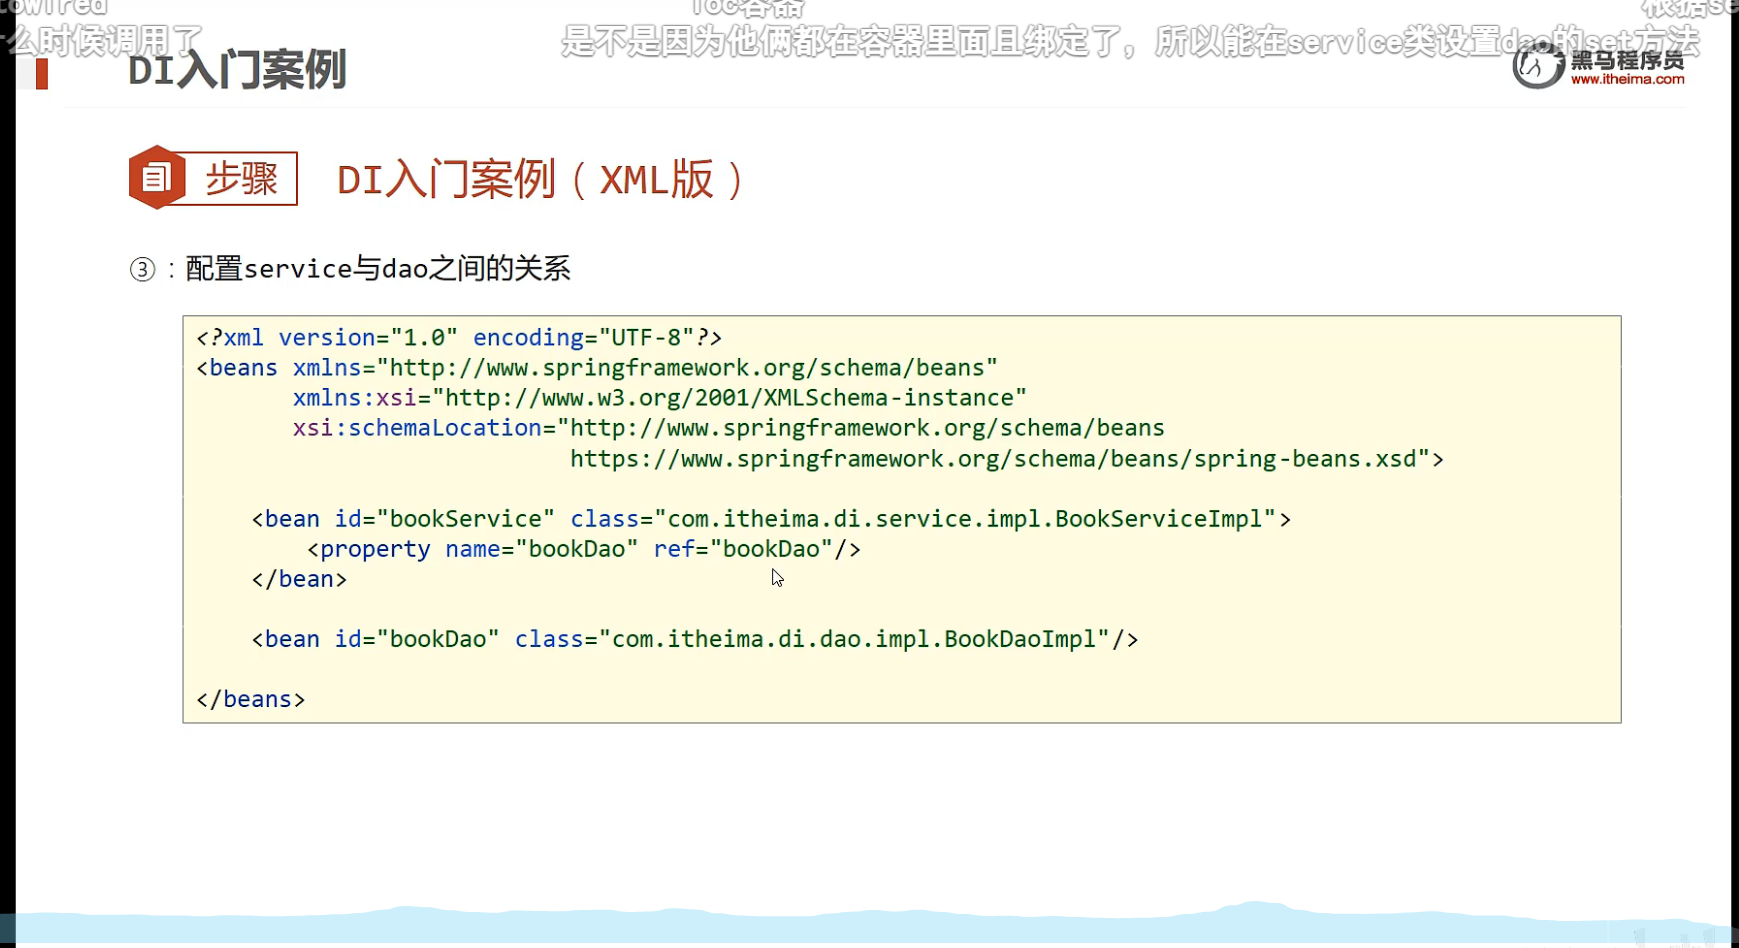 towired
Ioc容器
根据se
么时候调用了
是不是因为他俩都在容器里面且绑定了，所以能在service类设置dao的set方法
DI入门案例
黑马程序员
www.itheima.com
步骤
DI入门案例（XML版）
③：配置service与dao之间的关系
<?xml version="1.0" encoding="UTF-8"?>
<beans xmlns="http://www.springframework.org/schema/beans"
xmlns:xsi="http://www.w3.org/2001/XMLSchema-instance"
xsi:schemaLocation="http://www.springframework.org/schema/beans
https://www.springframework.org/schema/beans/spring-beans.xsd">
<bean id="bookService" class="com.itheima.di.service.impl.BookServiceImpl">
<property name="bookDao" ref="bookDao"/>
</bean>
<bean id="bookDao" class="com.itheima.di.dao.impl.BookDaoImpl"/>
</beans>